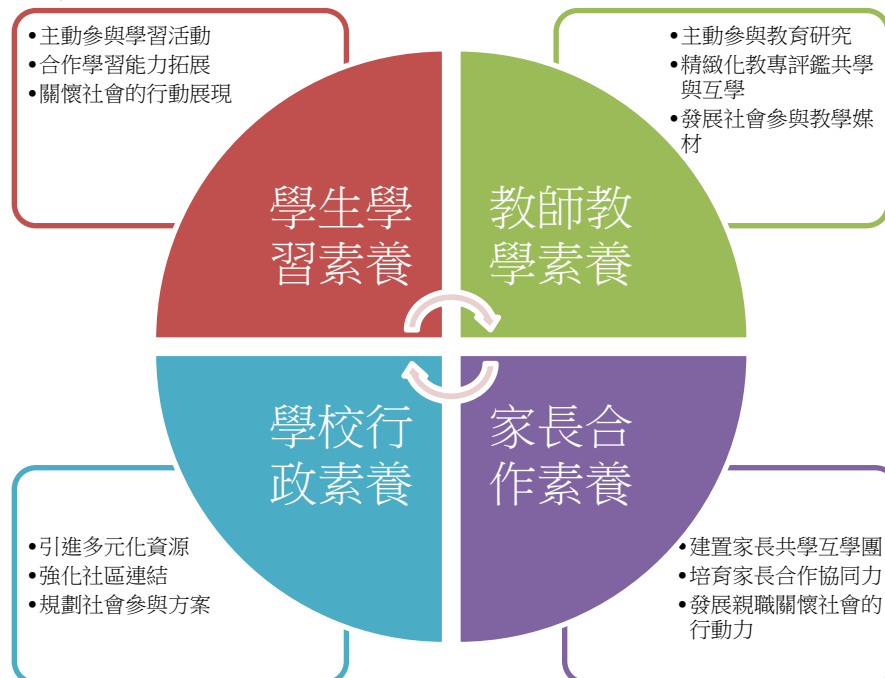 •主動參與學習活動
•合作學習能力拓展
•關懷社會的行動展現
•主動參與教育研究
•精緻化教專評鑑共學
與互學
•發展社會參與教學媒
材
學生學
習素養
教師教
學素養
學校行
政素養
家長合
作素養
•引進多元化資源
•強化社區連結
•規劃社會參與方案
•建置家長共學互學團
•培育家長合作協同力
•發展親職關懷社會的
行動力